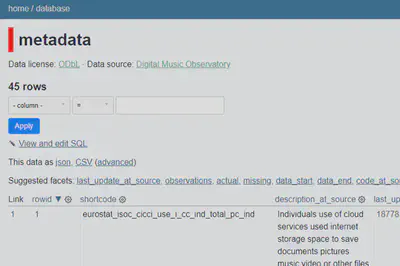 home / database
metadata
Data license: ODbL · Data source: Digital Music Observatory
45 rows
- column -
=
Apply
View and edit SQL
This data as json, CSV (advanced)
Suggested facets: last_update_at_source, observations, actual, missing, data_start, data_end, code_at_sou
Link rowid ▼ shortcode description_at_source last_up
1 1 eurostat_isoc_cicci_use_i_cc_ind_total_pc_ind Individuals use of cloud 18778
services used internet
storage space to save
documents pictures
music video or other files